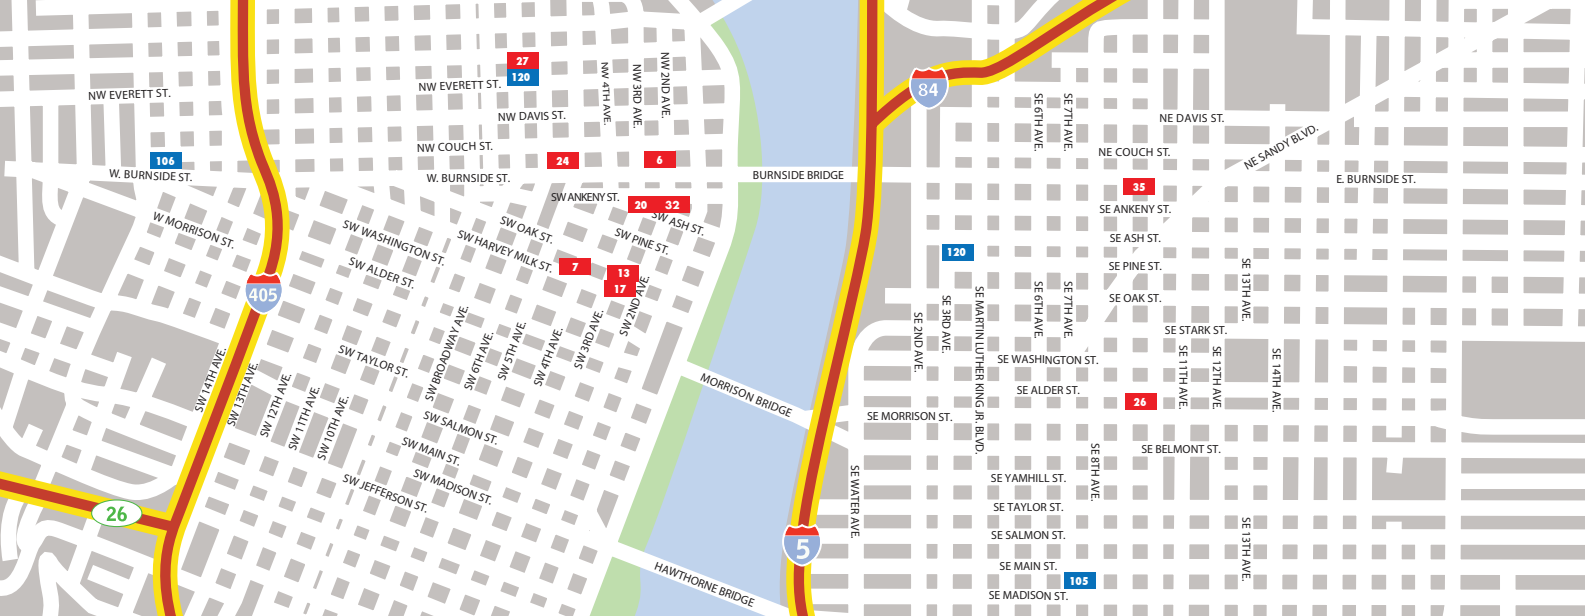 27
120
NW EVERETT ST.
NW EVERETT ST.
NW 4TH AVE.
NW 3RD AVE.
NW 2ND AVE.
84
SE 6TH AVE.
SE 7TH AVE.
NW DAVIS ST.
NE DAVIS ST.
NE SANDY BLVD.
NW COUCH ST.
NE COUCH ST.
106
24
6
W. BURNSIDE ST.
W. BURNSIDE ST.
BURNSIDE BRIDGE
E. BURNSIDE ST.
35
SW ANKENY ST.
20
32
SE ANKENY ST.
W MORRISON ST.
SW WASHINGTON ST.
SW OAK ST.
SW ASH ST.
SW HARVEY MILK ST.
SW PINE ST.
SE ASH ST.
120
SW ALDER ST.
7
13
17
SE PINE ST.
405
SW 2ND AVE.
SE OAK ST.
SE 13TH AVE.
SE 6TH AVE.
SE 7TH AVE.
SE 2ND AVE.
SE 3RD AVE.
SE MARTIN LUTHER KING JR. BLVD.
SE STARK ST.
SW 14TH AVE.
SW 13TH AVE.
SW 12TH AVE.
SW 11TH AVE.
SW 10TH AVE.
SW TAYLOR ST.
SW BROADWAY AVE.
SW 6TH AVE.
SW 5TH AVE.
SW 4TH AVE.
SW 3RD AVE.
SE WASHINGTON ST.
SE 11TH AVE.
SE 12TH AVE.
SE 14TH AVE.
SE ALDER ST.
MORRISON BRIDGE
26
SE MORRISON ST.
SW SALMON ST.
SW MAIN ST.
SE BELMONT ST.
SW MADISON ST.
SW JEFFERSON ST.
SE WATER AVE.
SE 8TH AVE.
SE YAMHILL ST.
26
SE TAYLOR ST.
SE SALMON ST.
5
SE 13TH AVE.
SE MAIN ST.
HAWTHORNE BRIDGE
105
SE MADISON ST.